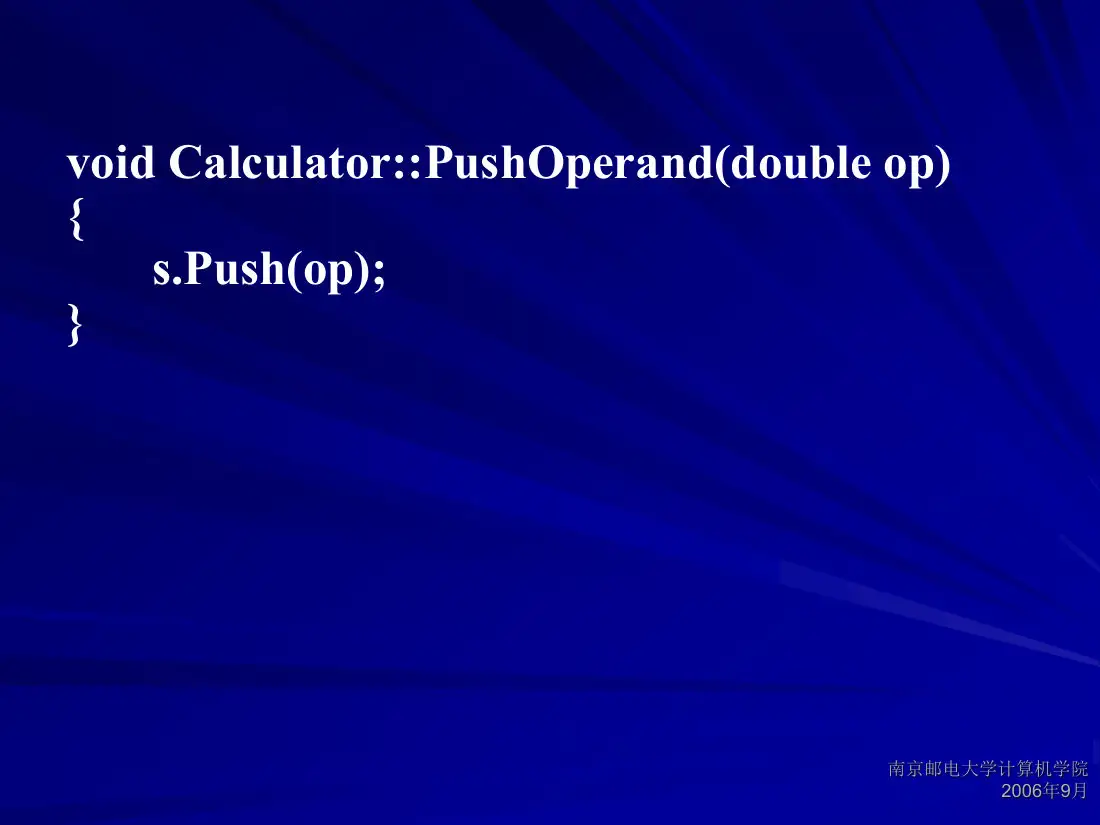 void Calculator::PushOperand(double op)
{
s.Push(op);
}
南京邮电大学计算机学院
2006年9月